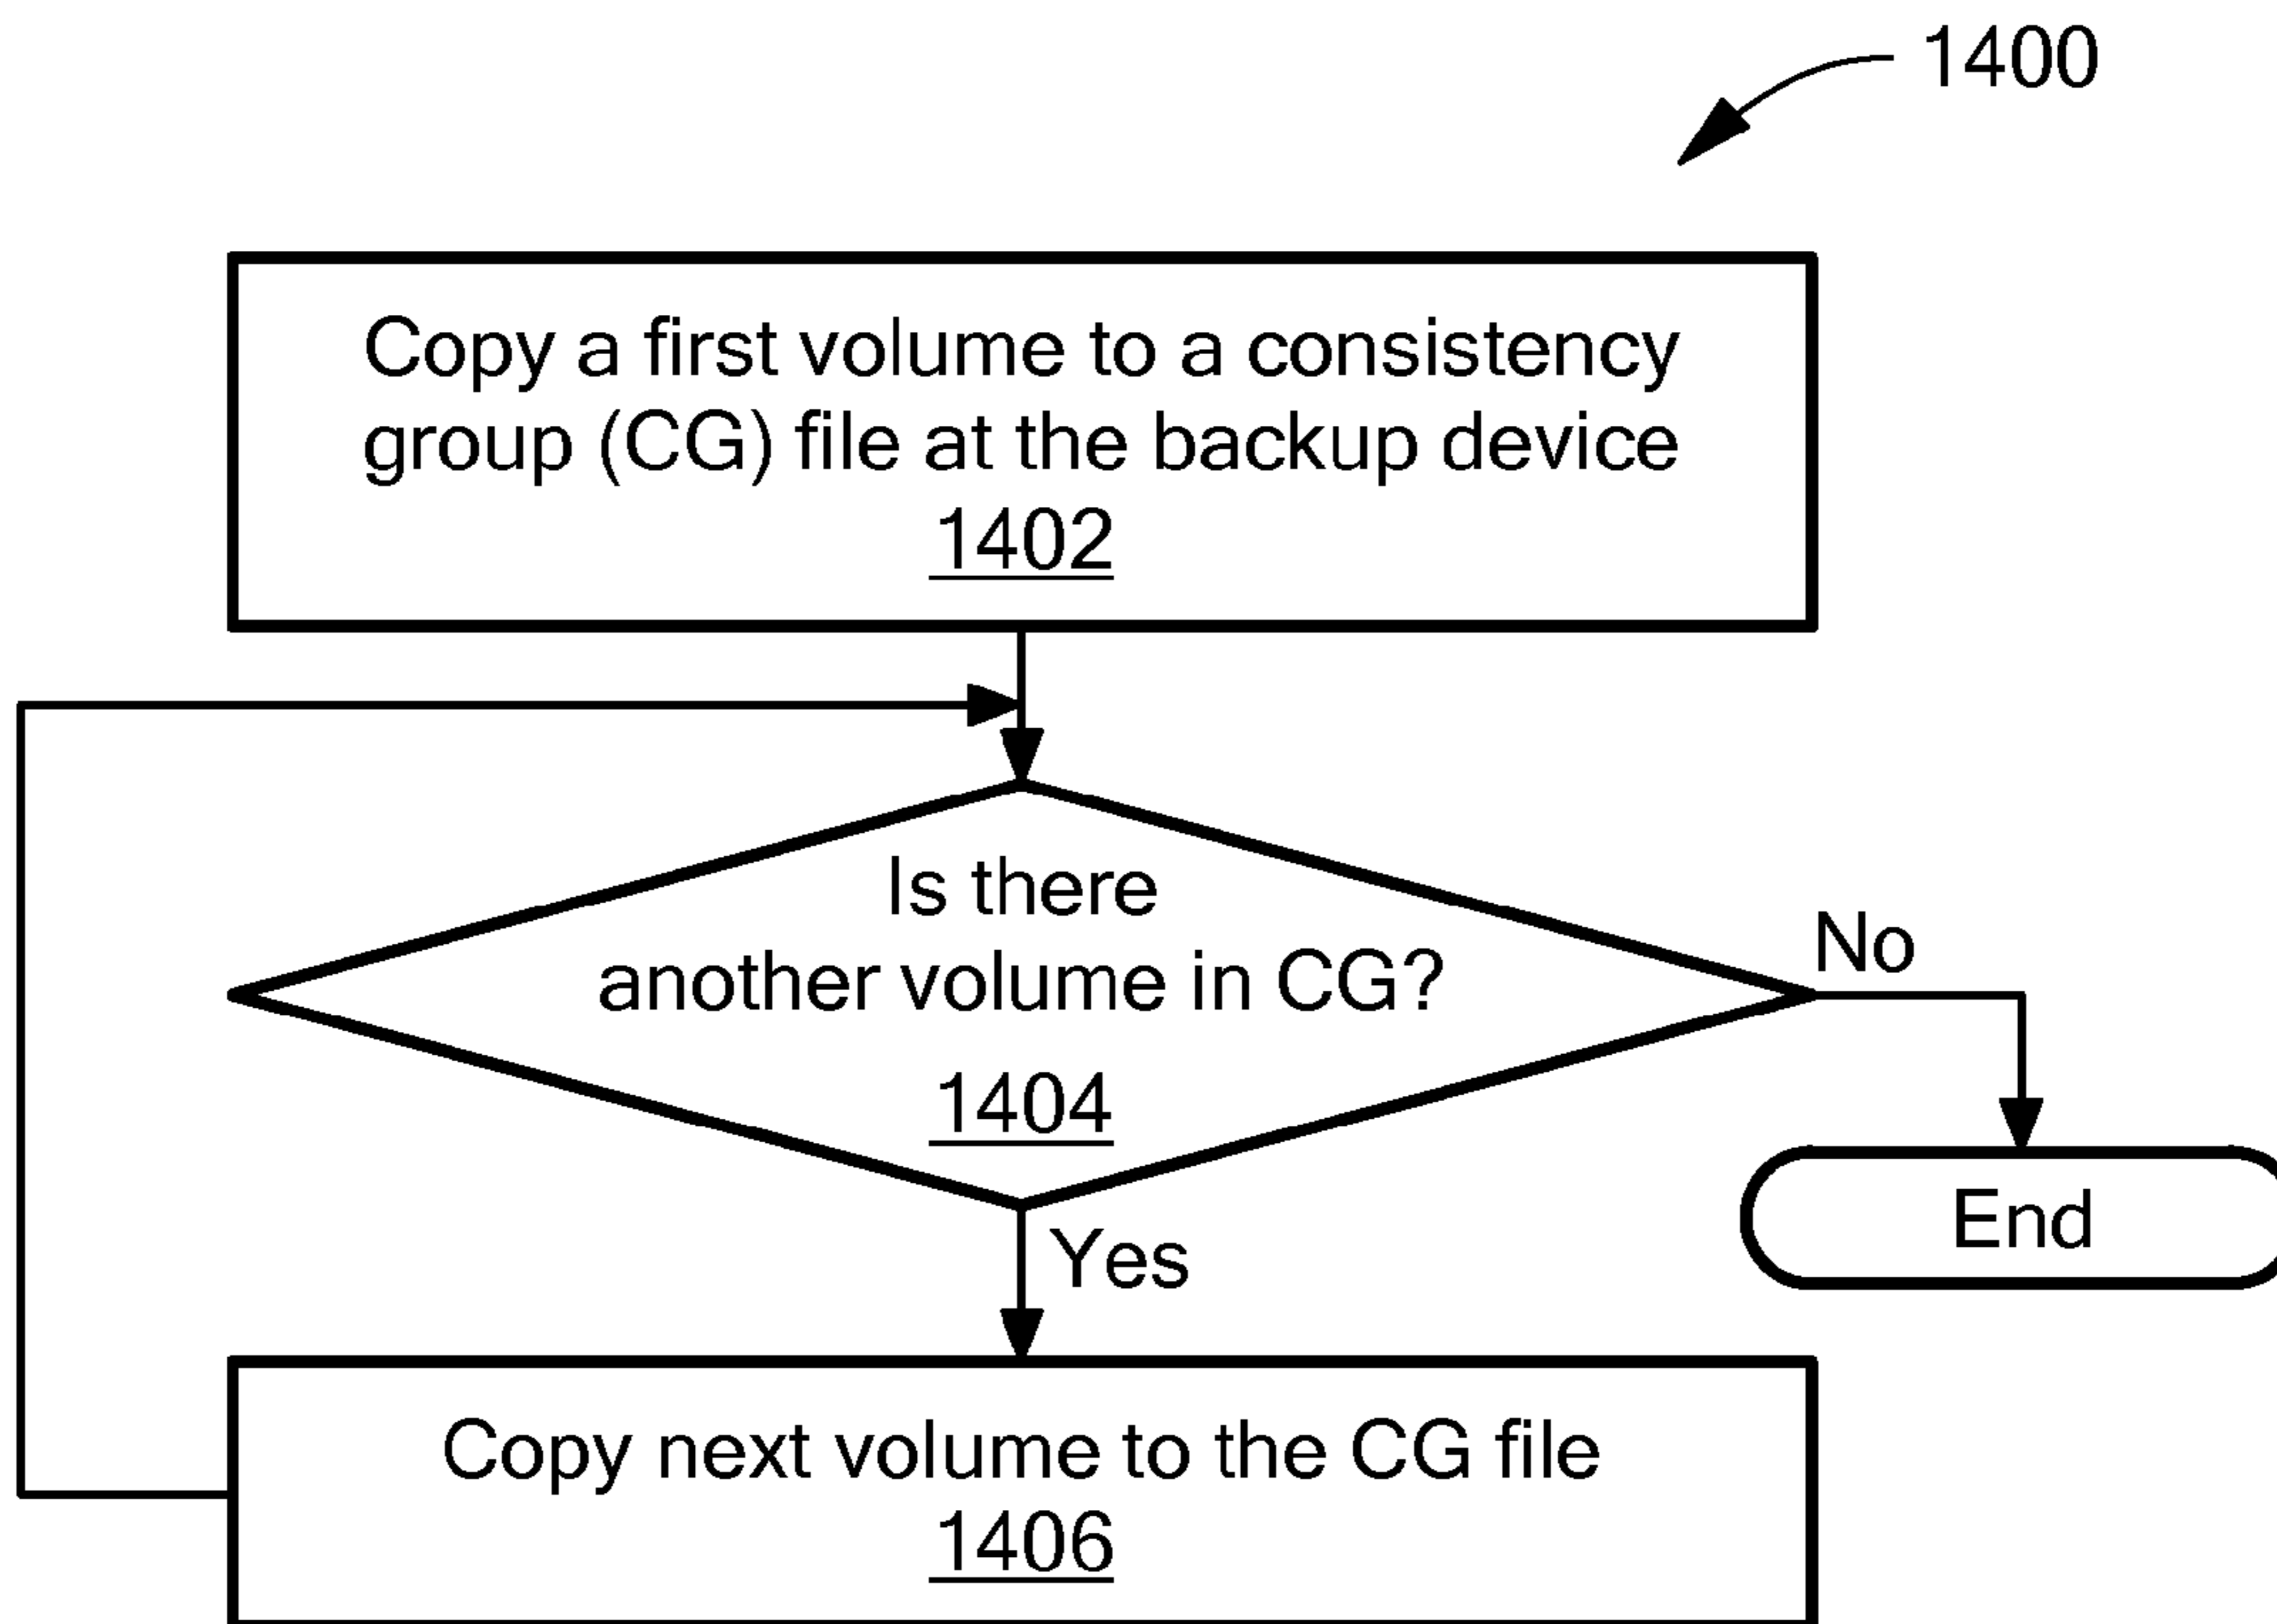 1400
Copy a first volume to a consistency
group (CG) file at the backup device
1402
Is there
another volume in CG?
1404
No
End
Yes
Copy next volume to the CG file
1406